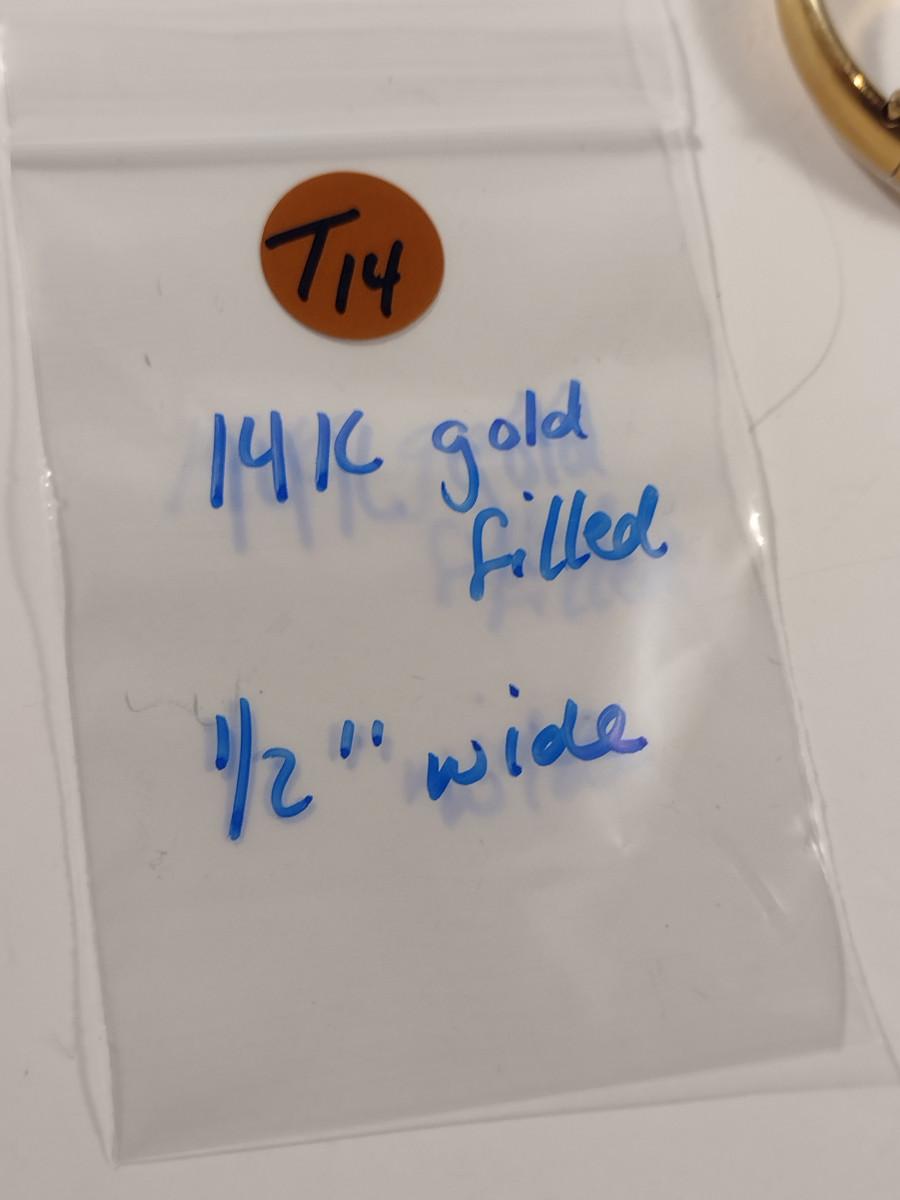 T14
14K gold
filled
1/2" wide